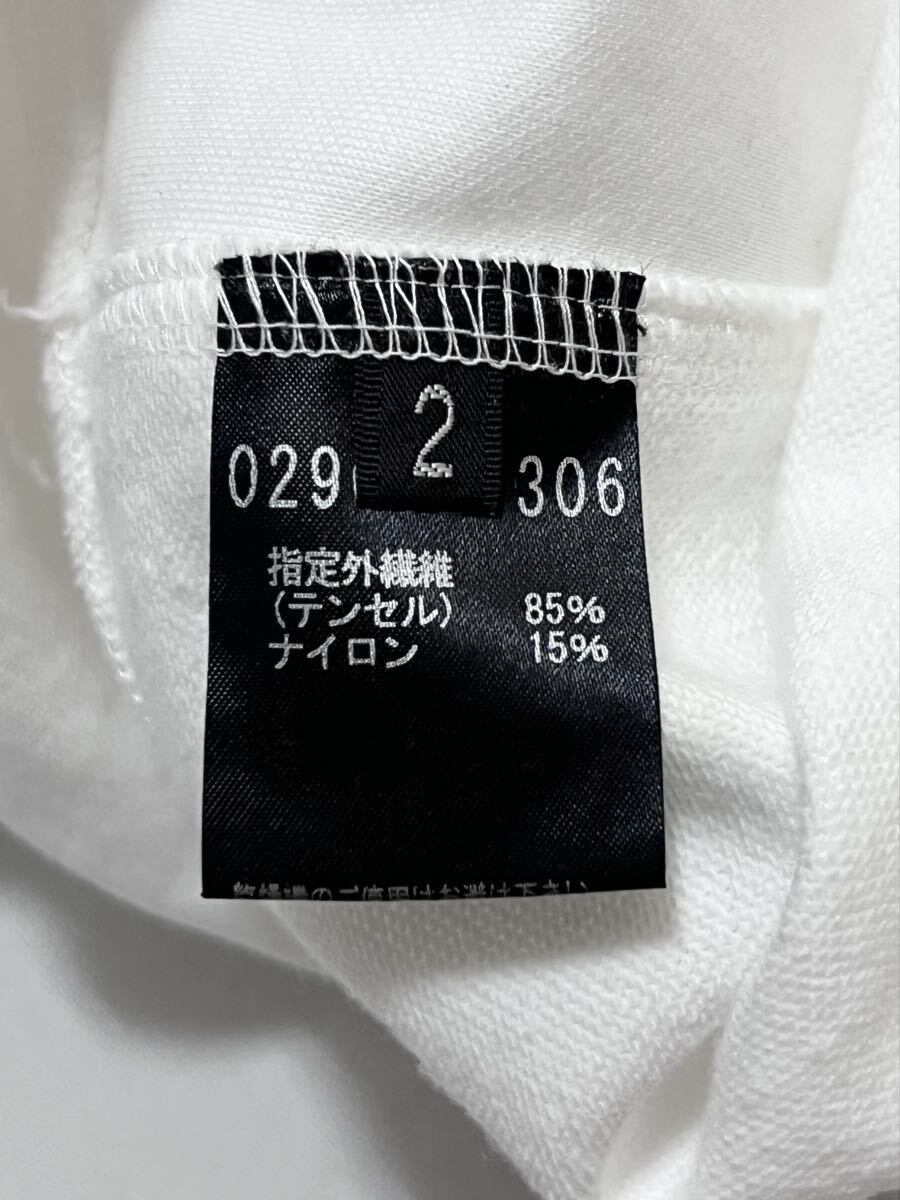 2
029 306
指定外繊維
(テンセル) 85%
ナイロン 15%